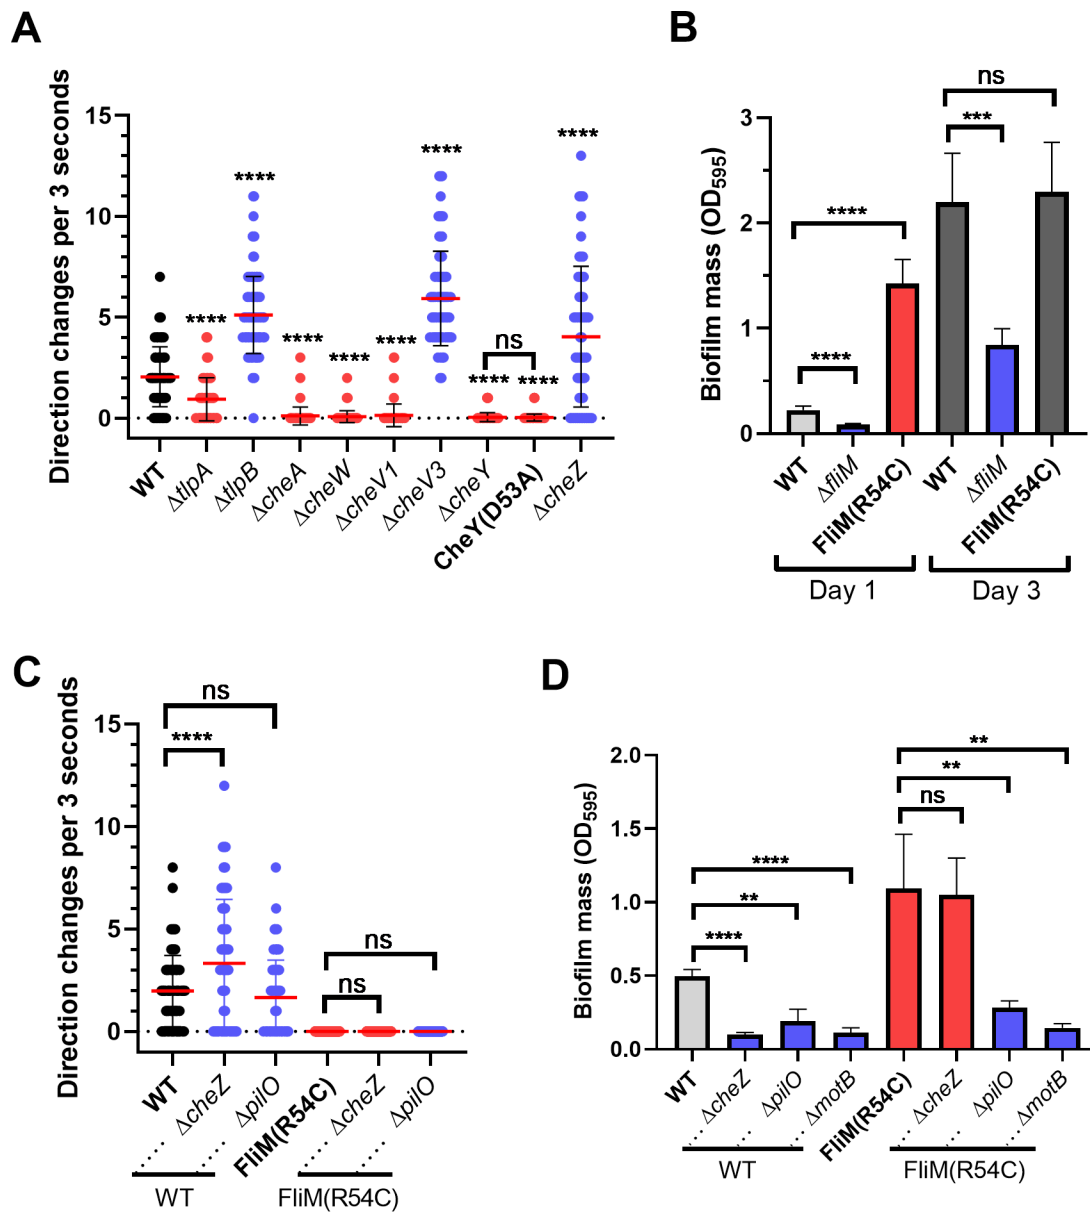 A
Direction changes per 3 seconds
15
10
5
0
****
****
****
****
****
****
****
****
****
ns
WT
ΔtlpA
ΔtlpB
ΔcheA
ΔcheW
ΔcheV1
ΔcheV3
ΔcheY
CheY(D53A)
ΔcheZ
B
Biofilm mass (OD595)
3
2
1
0
****
****
***
ns
WT
ΔfliM
FliM(R54C)
WT
ΔfliM
FliM(R54C)
Day 1
Day 3
C
Direction changes per 3 seconds
15
10
5
0
ns
****
ns
ns
WT
ΔcheZ
ΔpilO
FliM(R54C)
ΔcheZ
ΔpilO
WT
FliM(R54C)
D
Biofilm mass (OD595)
2.0
1.5
1.0
0.5
0.0
****
**
****
**
**
ns
WT
ΔcheZ
ΔpilO
ΔmotB
FliM(R54C)
ΔcheZ
ΔpilO
ΔmotB
WT
FliM(R54C)